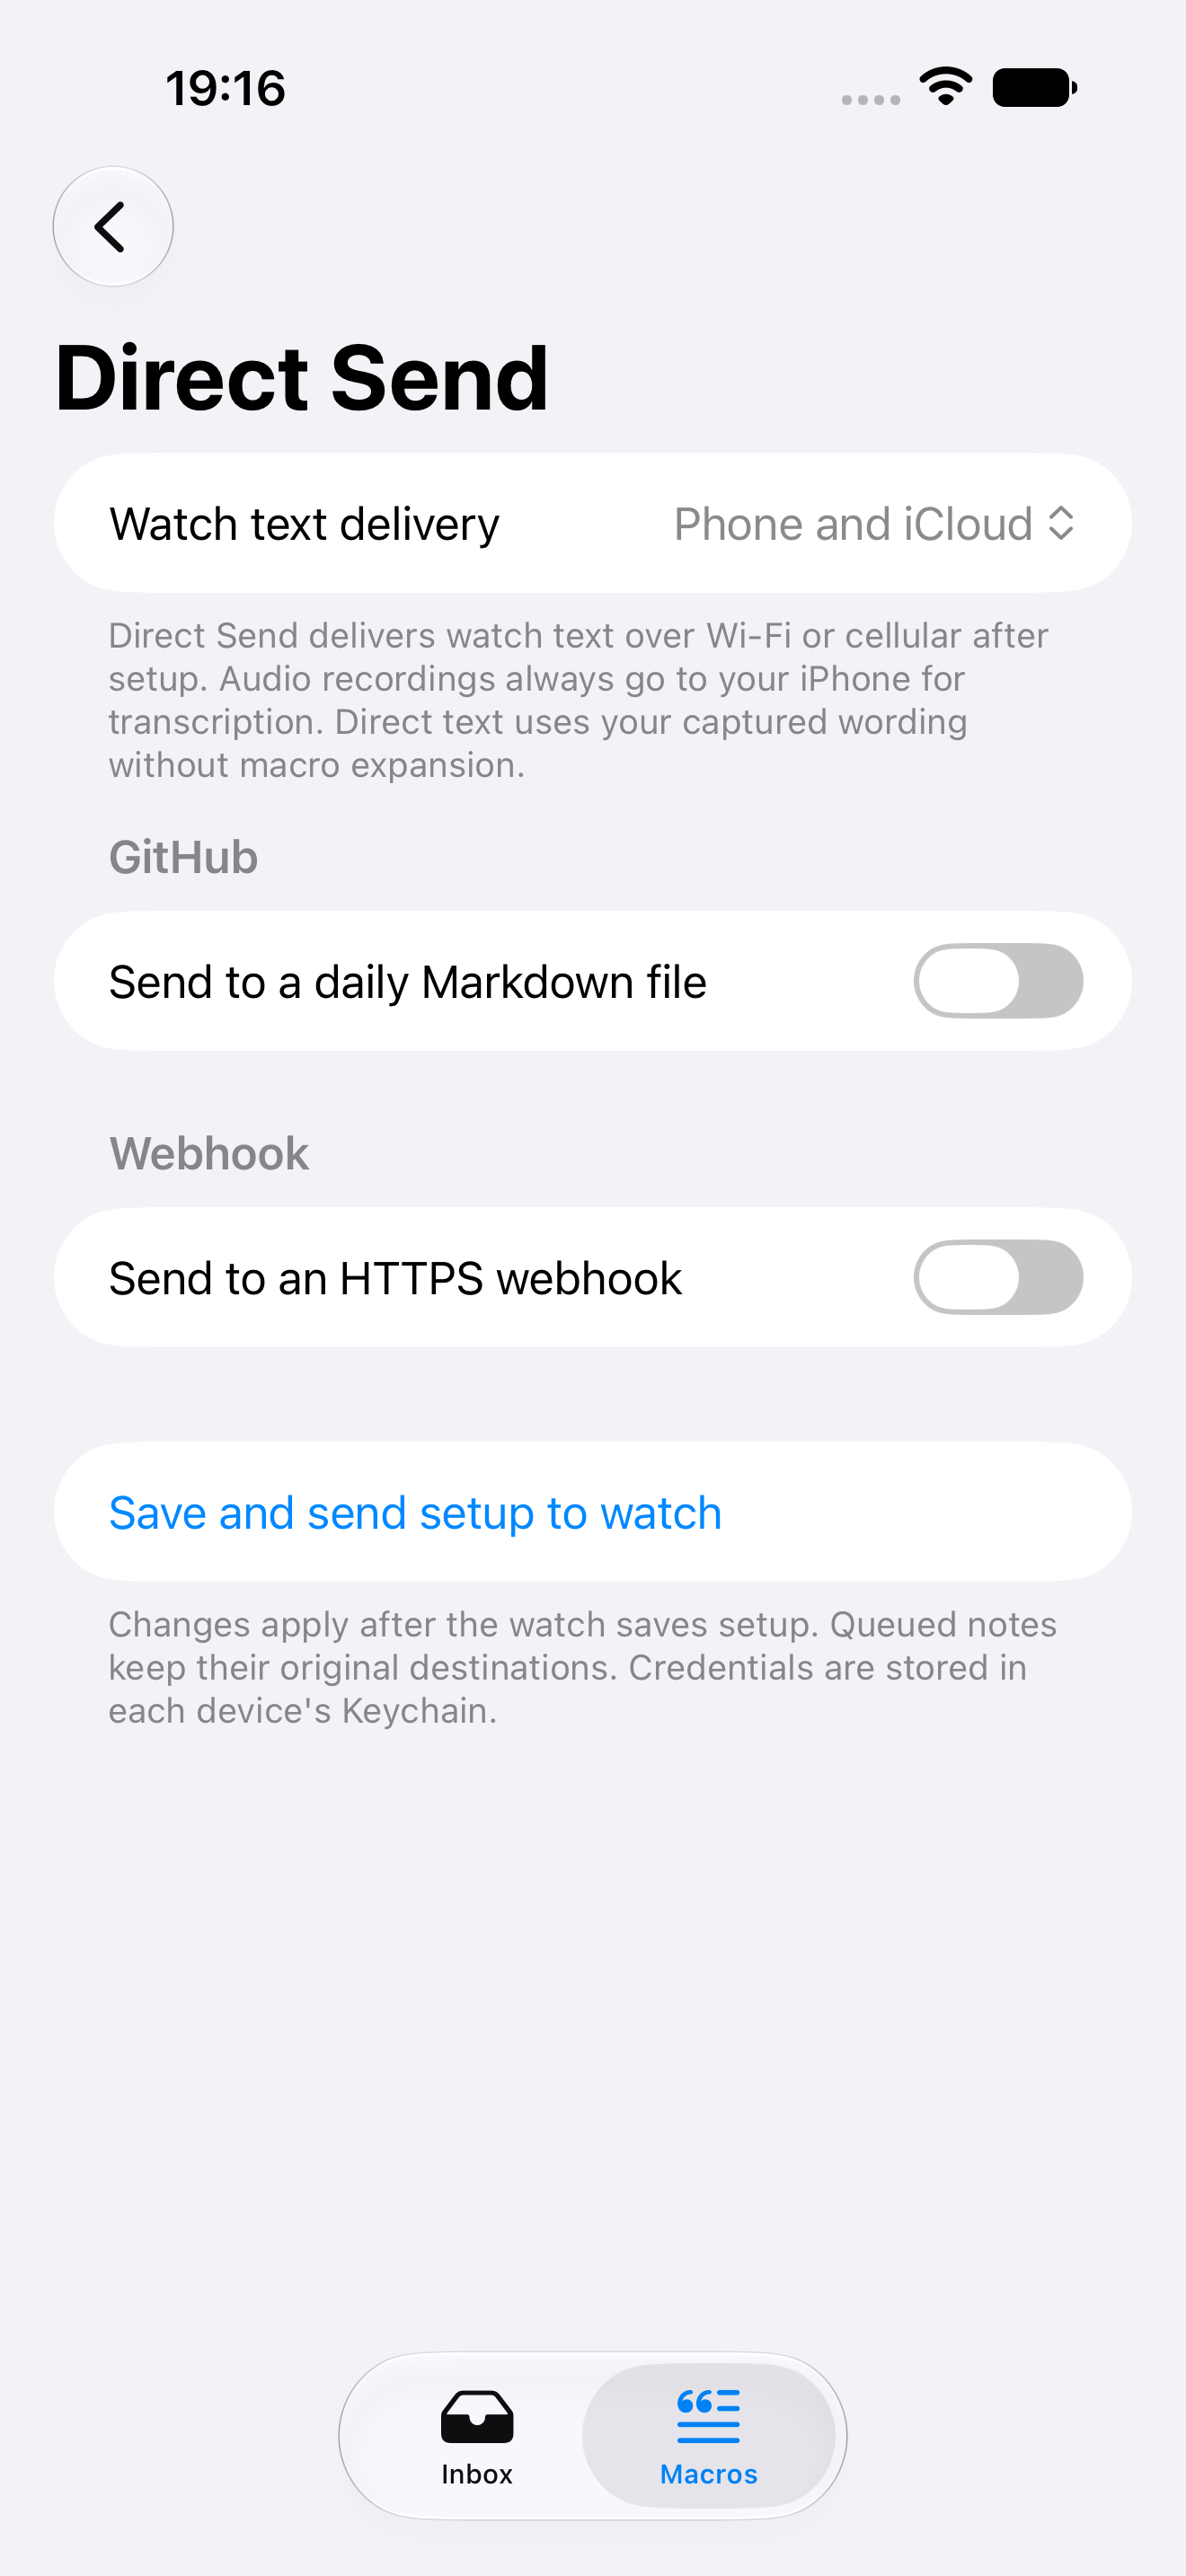 19:16
Direct Send
Watch text delivery Phone and iCloud
Direct Send delivers watch text over Wi-Fi or cellular after
setup. Audio recordings always go to your iPhone for
transcription. Direct text uses your captured wording
without macro expansion.
GitHub
Send to a daily Markdown file
Webhook
Send to an HTTPS webhook
Save and send setup to watch
Changes apply after the watch saves setup. Queued notes
keep their original destinations. Credentials are stored in
each device's Keychain.
Inbox Macros